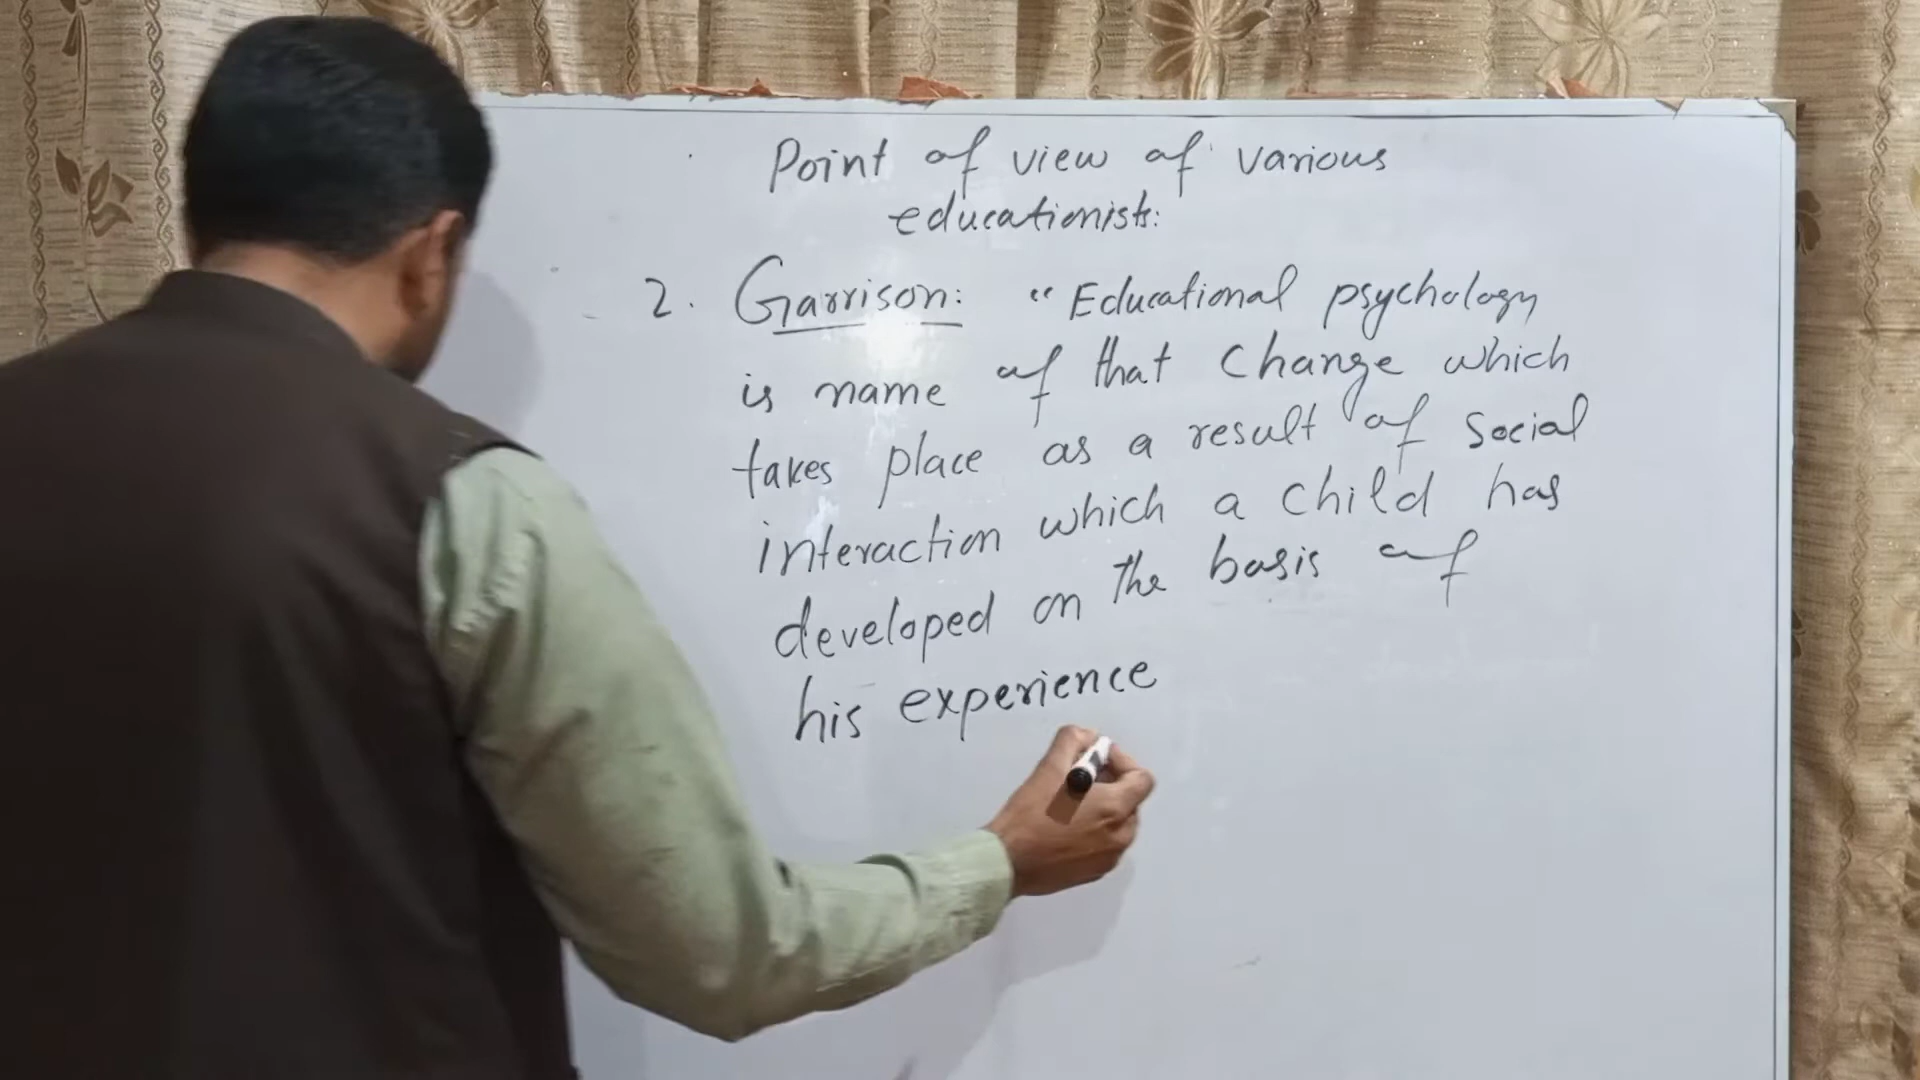 Point of view of various
educationists:
2. Garrison: "Educational psychology
is name of that change which
takes place as a result of social
interaction which a child has
developed on the basis of
his experience